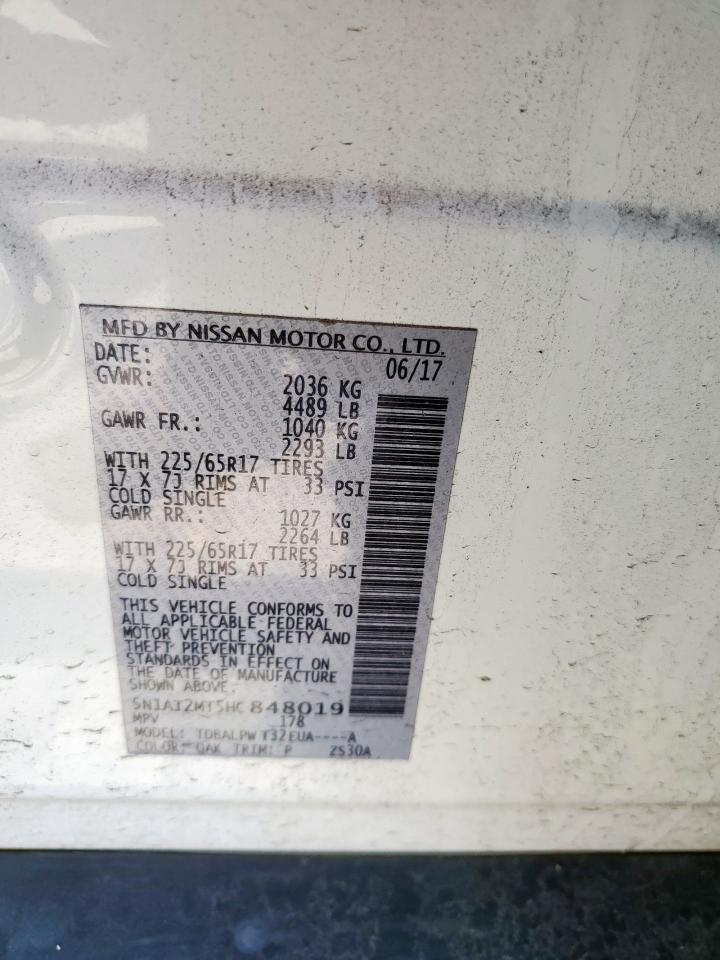 MFD BY NISSAN MOTOR CO., LTD.
DATE: 06/17
GVWR: 2036 KG
4489 LB
GAWR FR.: 1040 KG
2293 LB
WITH 225/65R17 TIRES
17 X 7J RIMS AT 33 PSI
COLD SINGLE
GAWR RR.: 1027 KG
2264 LB
WITH 225/65R17 TIRES
17 X 7J RIMS AT 33 PSI
COLD SINGLE
THIS VEHICLE CONFORMS TO
ALL APPLICABLE FEDERAL
MOTOR VEHICLE SAFETY AND
THEFT PREVENTION
STANDARDS IN EFFECT ON
THE DATE OF MANUFACTURE
SHOWN ABOVE.
5N1AT2MT5HC848019
MPV 178
MODEL: TDBALPW T32EUA----A
COLOR: QAK TRIM: P 2S30A